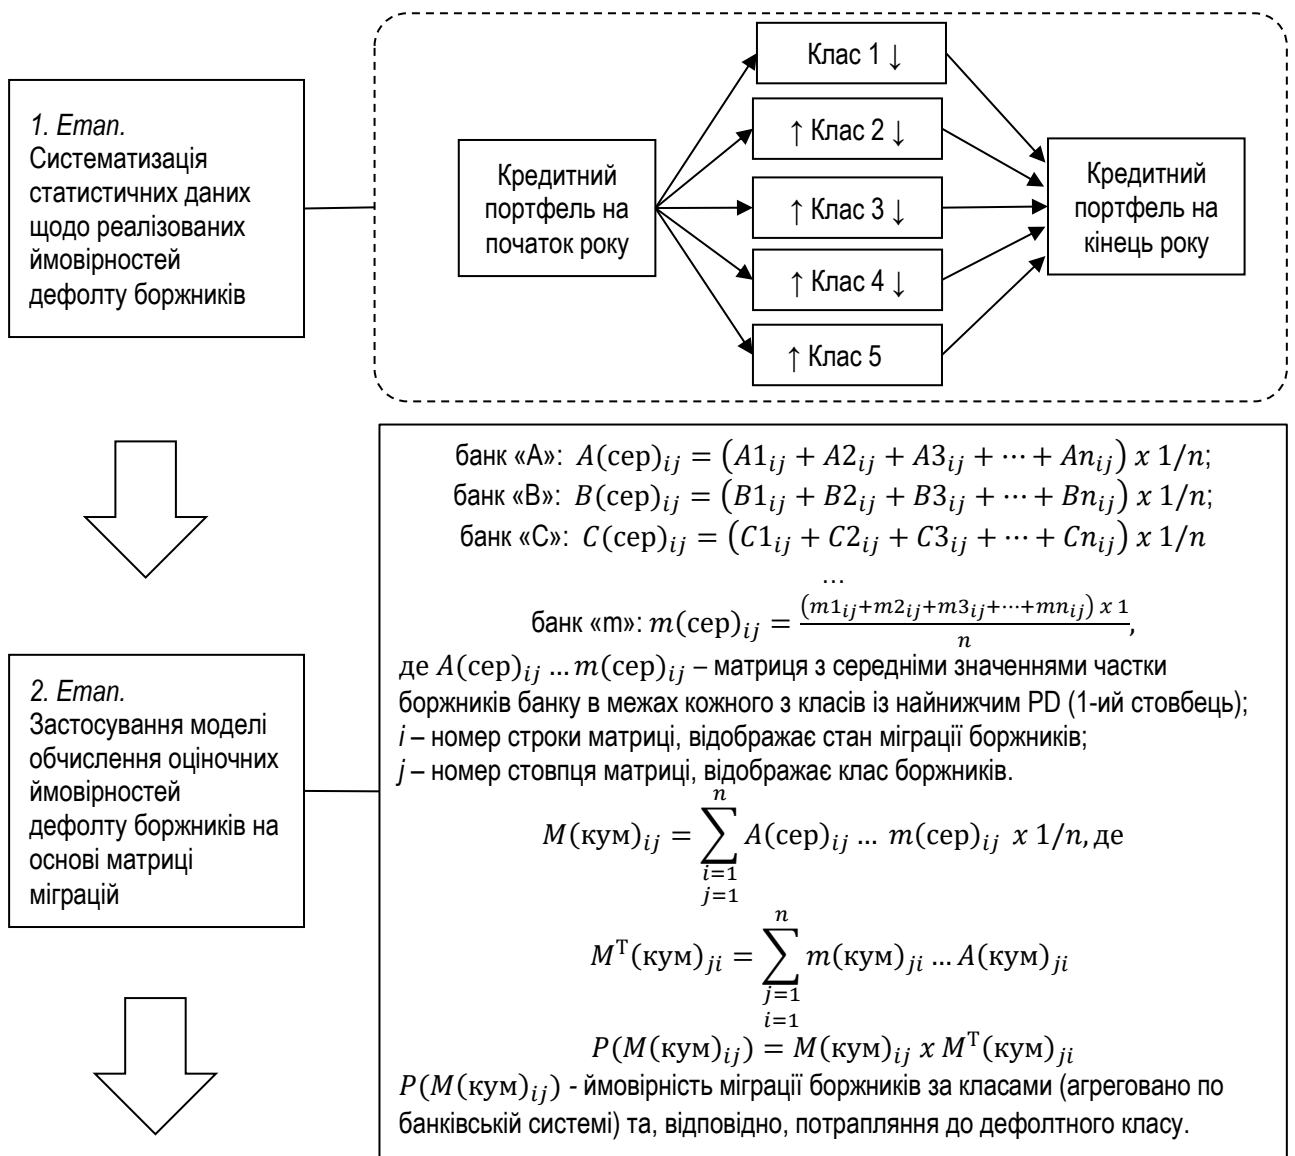 1. Етап.
Систематизація
статистичних даних
щодо реалізованих
ймовірностей
дефолту боржників
Кредитний
портфель на
початок року
Клас 1 ↓
↑ Клас 2 ↓
↑ Клас 3 ↓
↑ Клас 4 ↓
↑ Клас 5
Кредитний
портфель на
кінець року
2. Етап.
Застосування моделі
обчислення оціночних
ймовірностей
дефолту боржників на
основі матриці
міграцій
банк «А»: A(сер)ij = (A1ij + A2ij + A3ij + ⋯ + Anij) x 1/n;
банк «В»: B(сер)ij = (B1ij + B2ij + B3ij + ⋯ + Bnij) x 1/n;
банк «С»: C(сер)ij = (C1ij + C2ij + C3ij + ⋯ + Cnij) x 1/n
…
банк «m»: m(сер)ij = (m1ij+m2ij+m3ij+⋯+mnij) x 1 / n,
де A(сер)ij … m(сер)ij – матриця з середніми значеннями частки
боржників банку в межах кожного з класів із найнижчим PD (1-ий стовбець);
i – номер строки матриці, відображає стан міграції боржників;
j – номер стовпця матриці, відображає клас боржників.
M(кум)ij = ∑ n i=1 j=1 A(сер)ij … m(сер)ij x 1/n, де
Mᵀ(кум)ji = ∑ n j=1 i=1 m(кум)ji … A(кум)ji
P(M(кум)ij) = M(кум)ij x Mᵀ(кум)ji
P(M(кум)ij) - ймовірність міграції боржників за класами (агреговано по
банківській системі) та, відповідно, потрапляння до дефолтного класу.